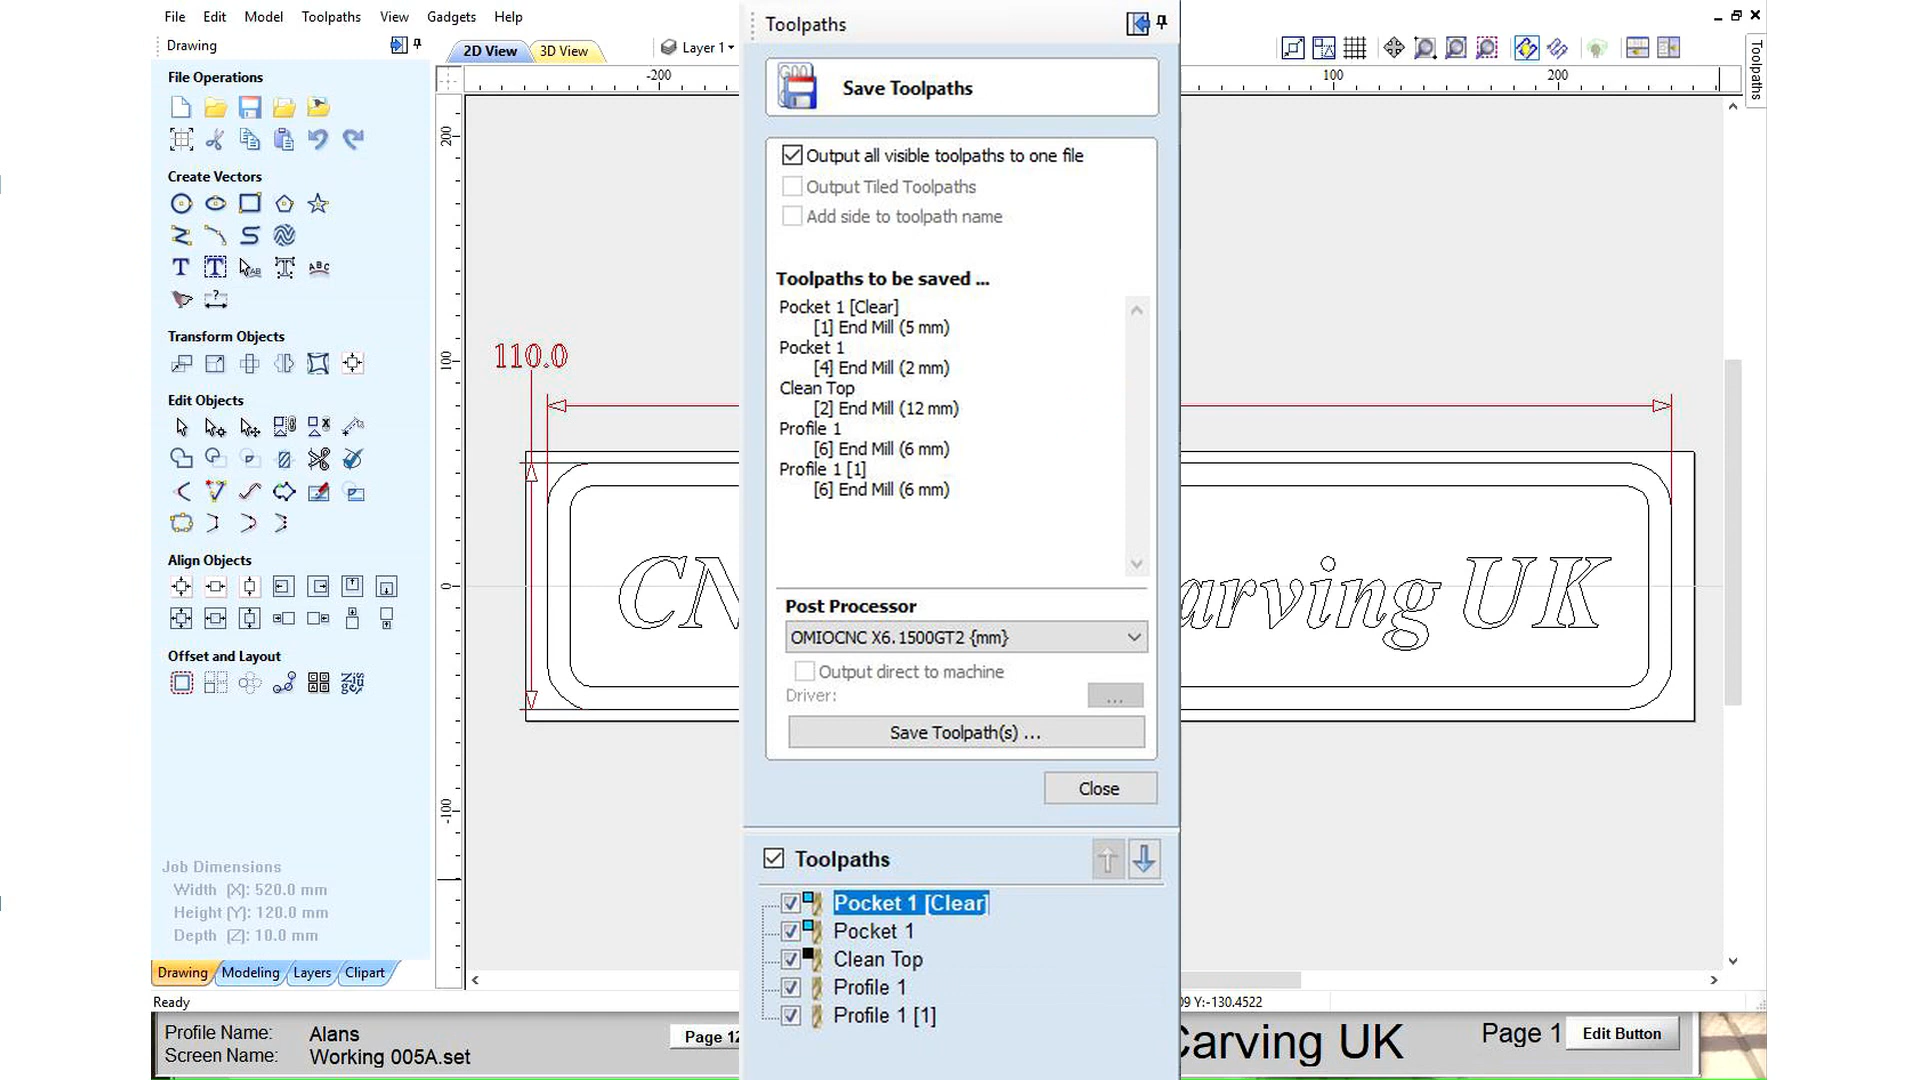 File Edit Model Toolpaths View Gadgets Help
Drawing
File Operations
Create Vectors
Transform Objects
Edit Objects
Align Objects
Offset and Layout
Job Dimensions
Width [X]: 520.0 mm
Height [Y]: 120.0 mm
Depth [Z]: 10.0 mm
Drawing Modeling Layers Clipart
Ready
2D View 3D View Layer 1
-200 100 200
200
100
0
-100
110.0
CN
arving UK
Toolpaths
Save Toolpaths
Output all visible toolpaths to one file
Output Tiled Toolpaths
Add side to toolpath name
Toolpaths to be saved ...
Pocket 1 [Clear]
[1] End Mill (5 mm)
Pocket 1
[4] End Mill (2 mm)
Clean Top
[2] End Mill (12 mm)
Profile 1
[6] End Mill (6 mm)
Profile 1 [1]
[6] End Mill (6 mm)
Post Processor
OMIOCNC X6.1500GT2 {mm}
Output direct to machine
Driver:
...
Save Toolpath(s) ...
Close
Toolpaths
Pocket 1 [Clear]
Pocket 1
Clean Top
Profile 1
Profile 1 [1]
Toolpaths
09 Y:-130.4522
Profile Name: Alans
Screen Name: Working 005A.set
Page 12
Carving UK
Page 1
Edit Button